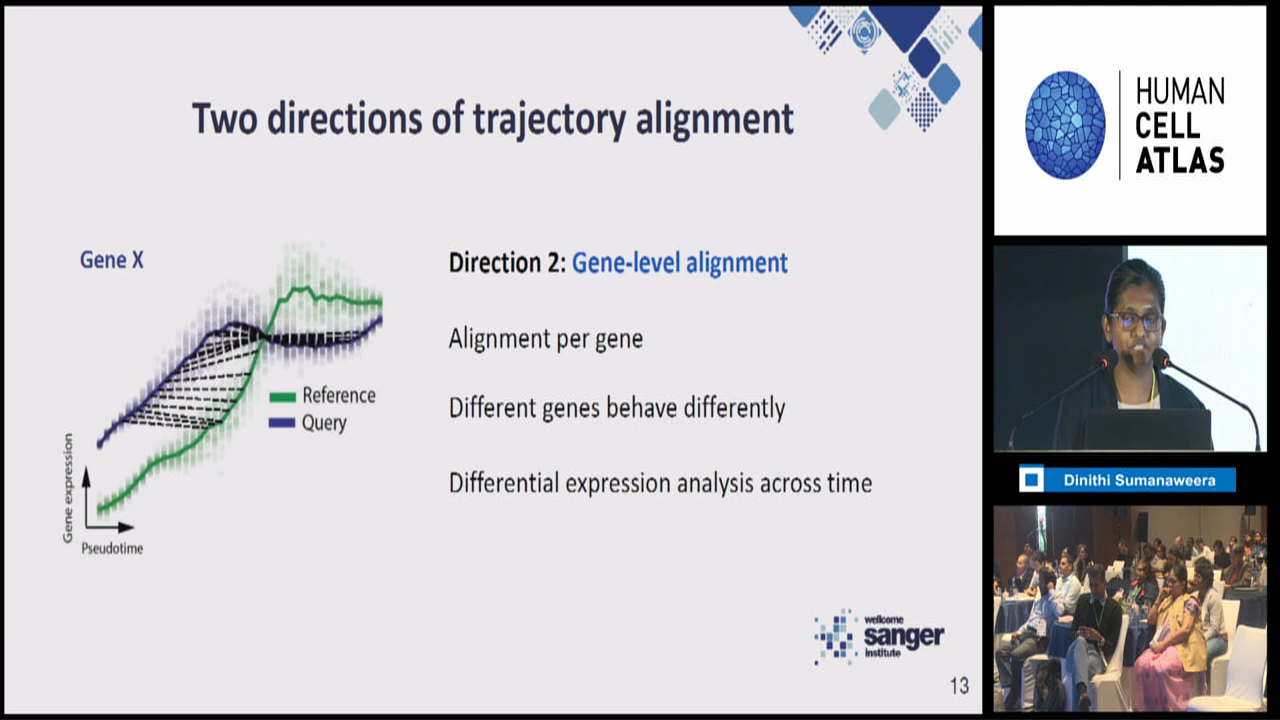 Two directions of trajectory alignment
Gene X
Reference
Query
Gene expression
Pseudotime
Direction 2: Gene-level alignment
Alignment per gene
Different genes behave differently
Differential expression analysis across time
wellcome
sanger
institute
13
HUMAN
CELL
ATLAS
Dinithi Sumanaweera